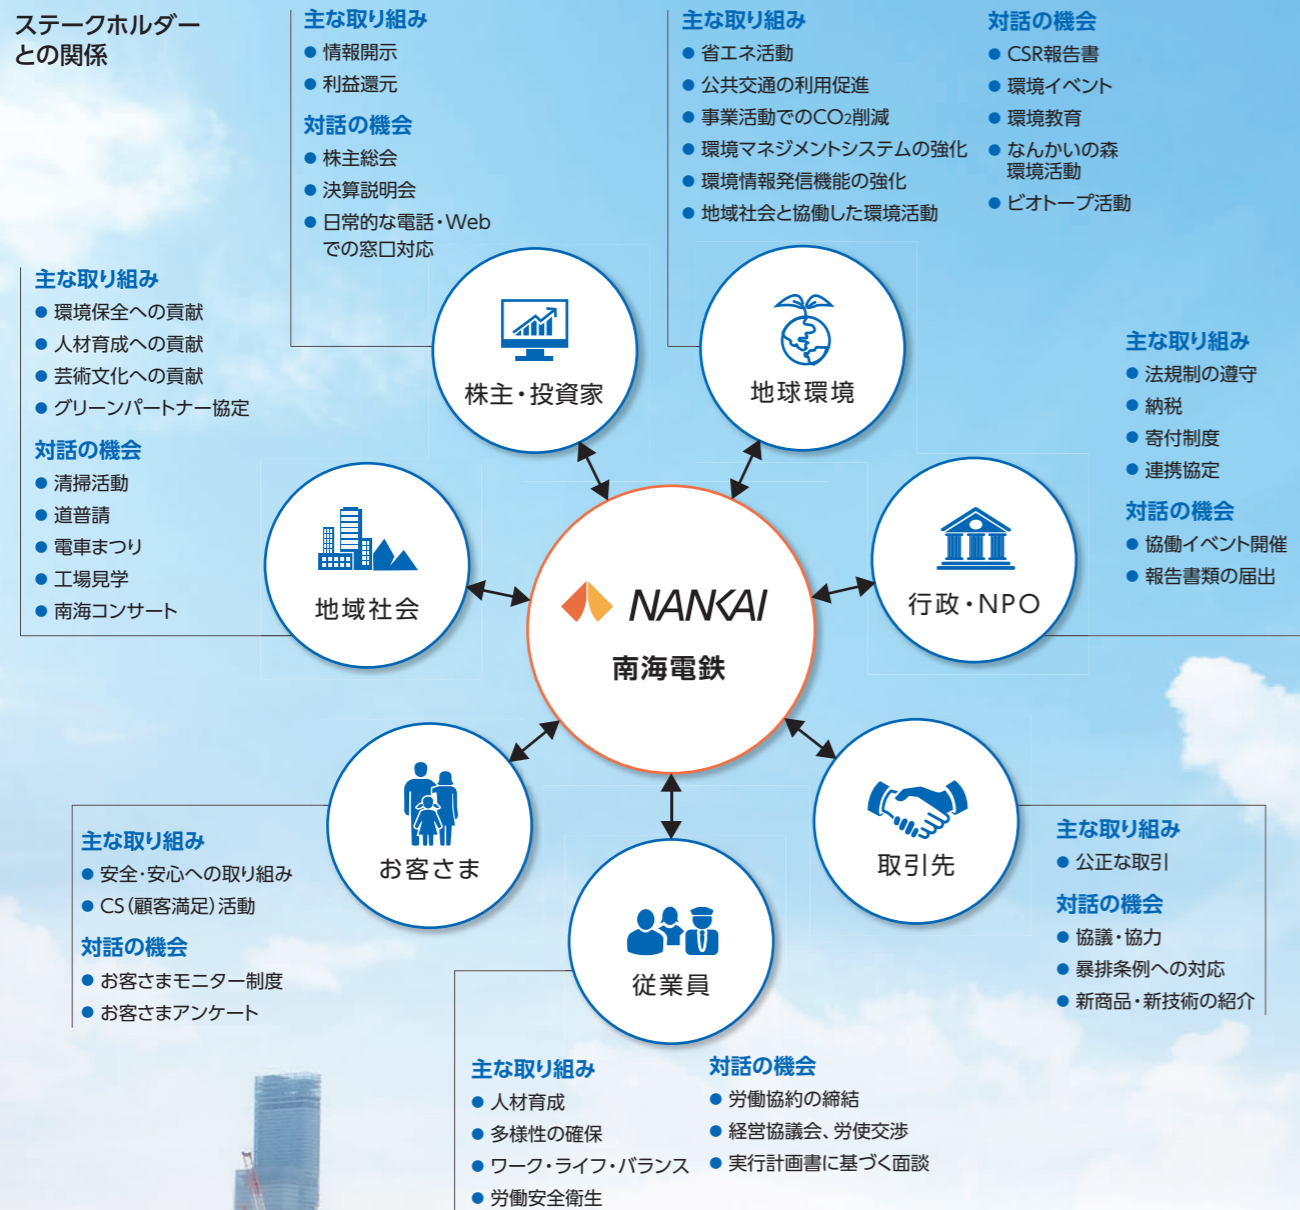 ステークホルダー
との関係
主な取り組み
● 情報開示
● 利益還元
対話の機会
● 株主総会
● 決算説明会
● 日常的な電話・Web
での窓口対応
株主・投資家
主な取り組み
● 省エネ活動
● 公共交通の利用促進
● 事業活動でのCO2削減
● 環境マネジメントシステムの強化
● 環境情報発信機能の強化
● 地域社会と協働した環境活動
対話の機会
● CSR報告書
● 環境イベント
● 環境教育
● なんかいの森
環境活動
● ビオトープ活動
地球環境
主な取り組み
● 環境保全への貢献
● 人材育成への貢献
● 芸術文化への貢献
● グリーンパートナー協定
対話の機会
● 清掃活動
● 道普請
● 電車まつり
● 工場見学
● 南海コンサート
地域社会
主な取り組み
● 法規制の遵守
● 納税
● 寄付制度
● 連携協定
対話の機会
● 協働イベント開催
● 報告書類の届出
行政・NPO
NANKAI
南海電鉄
主な取り組み
● 安全・安心への取り組み
● CS(顧客満足)活動
対話の機会
● お客さまモニター制度
● お客さまアンケート
お客さま
取引先
主な取り組み
● 公正な取引
対話の機会
● 協議・協力
● 暴排条例への対応
● 新商品・新技術の紹介
従業員
主な取り組み
● 人材育成
● 多様性の確保
● ワーク・ライフ・バランス
● 労働安全衛生
対話の機会
● 労働協約の締結
● 経営協議会、労使交渉
● 実行計画書に基づく面談